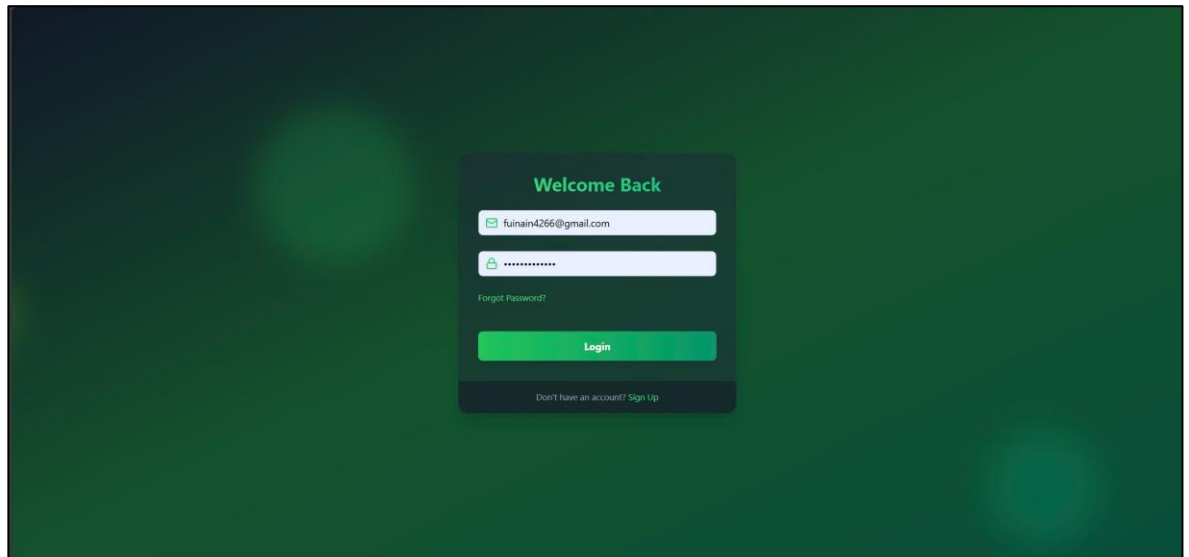 Welcome Back
fuinain4266@gmail.com
•••••••••••••
Forgot Password?
Login
Don't have an account? Sign Up